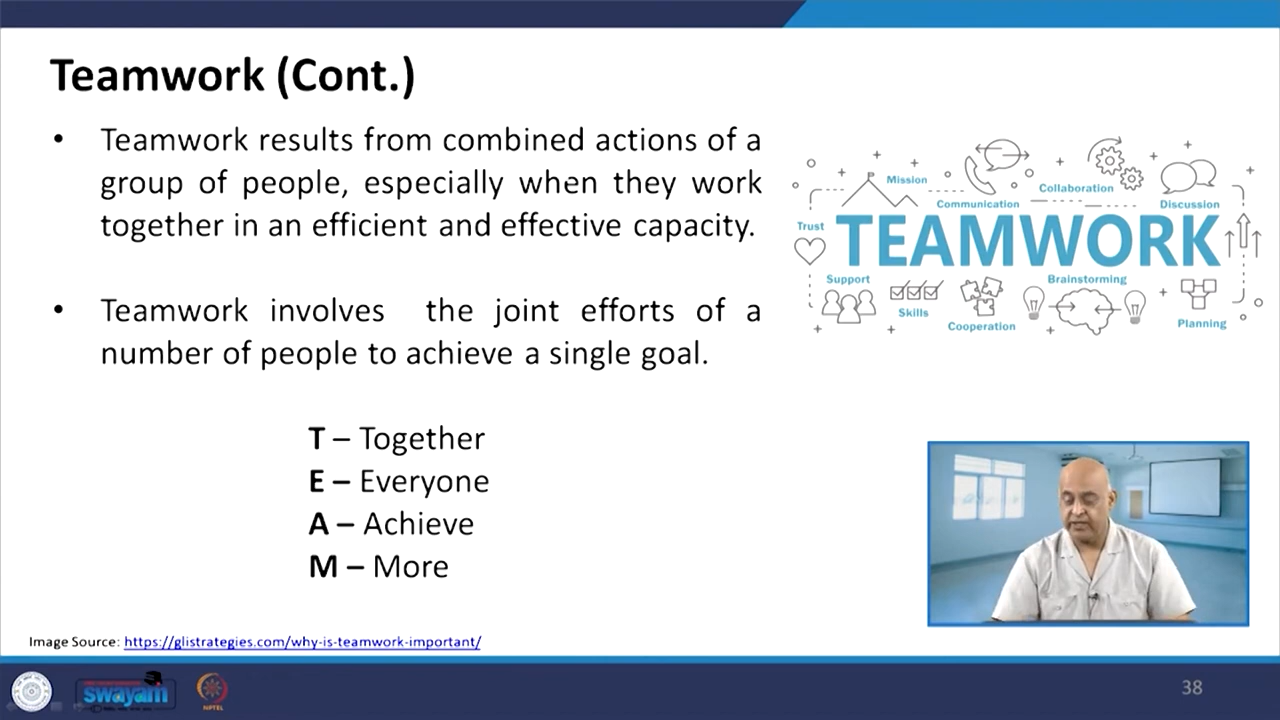 Teamwork (Cont.)
• Teamwork results from combined actions of a
group of people, especially when they work
together in an efficient and effective capacity.
• Teamwork involves the joint efforts of a
number of people to achieve a single goal.
T – Together
E – Everyone
A – Achieve
M – More
Mission
Communication
Collaboration
Discussion
Trust
TEAMWORK
Support
Skills
Cooperation
Brainstorming
Planning
Image Source: https://glistrategies.com/why-is-teamwork-important/
swayam
NPTEL
38